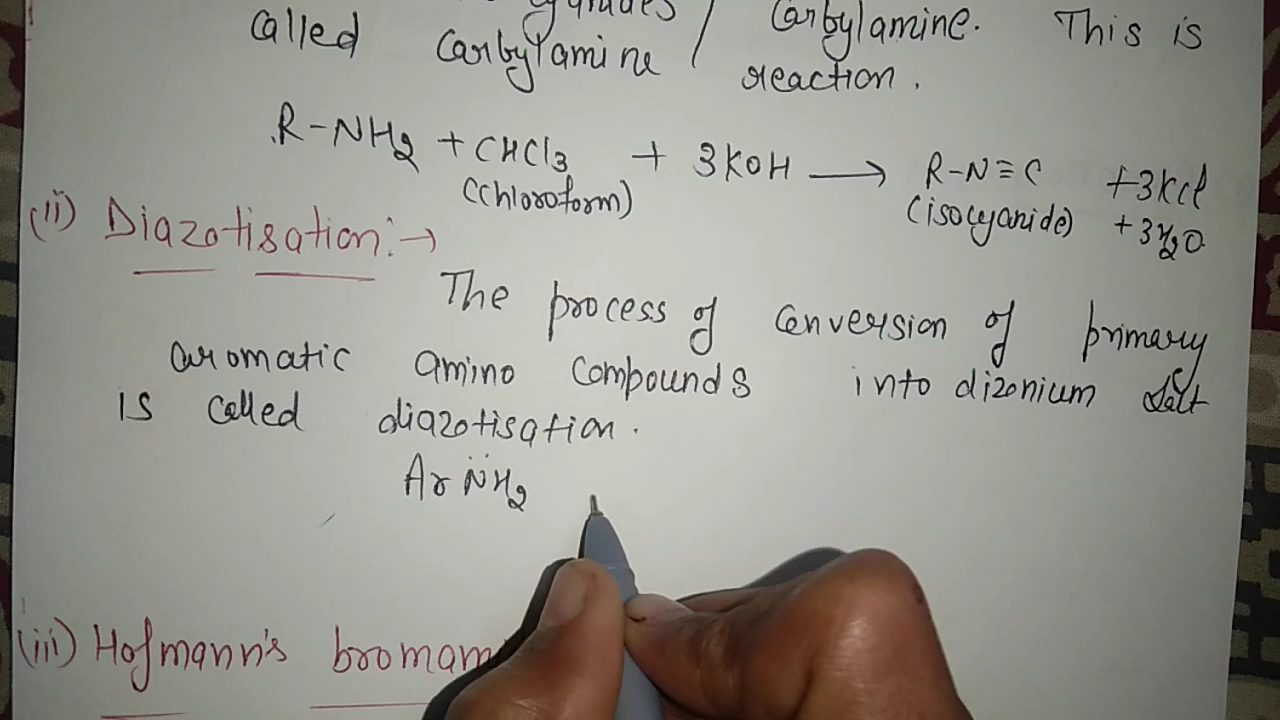 cyanides / Carbylamine. This is
called Carbylamine reaction.
R-NH2 + CHCl3 + 3KOH → R-N≡C +3KCl
(Chloroform) (isocyanide) +3H2O
(ii) Diazotisation:→
The process of conversion of primary
aromatic amino compounds into dizonium salt
is called diazotisation.
Ar NH2
(iii) Hofmann's bromam